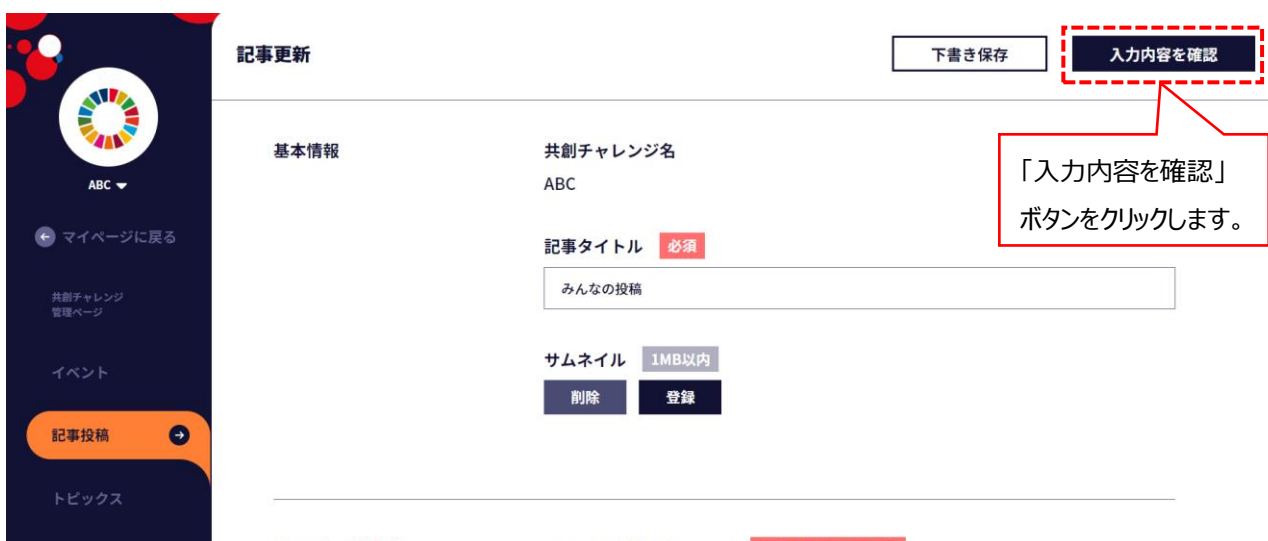 記事更新
下書き保存
入力内容を確認
「入力内容を確認」
ボタンをクリックします。
ABC
マイページに戻る
共創チャレンジ
管理ページ
イベント
記事投稿
トピックス
基本情報
共創チャレンジ名
ABC
記事タイトル 必須
みんなの投稿
サムネイル 1MB以内
削除 登録